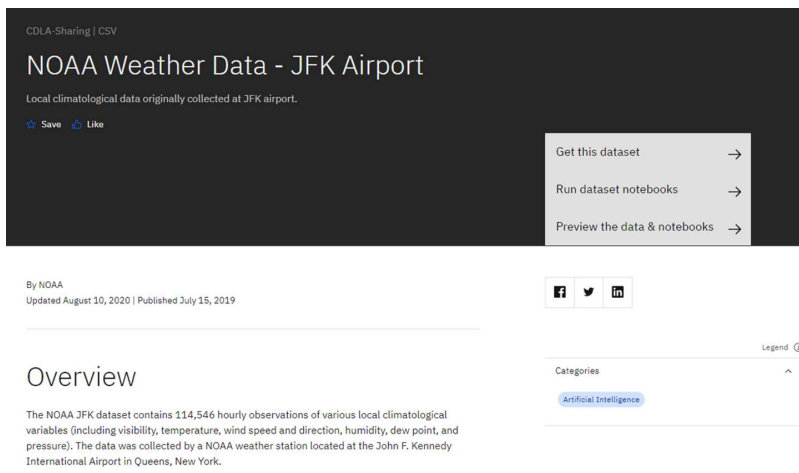 CDLA-Sharing | CSV
NOAA Weather Data - JFK Airport
Local climatological data originally collected at JFK airport.
Save Like
Get this dataset
Run dataset notebooks
Preview the data & notebooks
By NOAA
Updated August 10, 2020 | Published July 15, 2019
Legend
Categories
Artificial Intelligence
Overview
The NOAA JFK dataset contains 114,546 hourly observations of various local climatological
variables (including visibility, temperature, wind speed and direction, humidity, dew point, and
pressure). The data was collected by a NOAA weather station located at the John F. Kennedy
International Airport in Queens, New York.